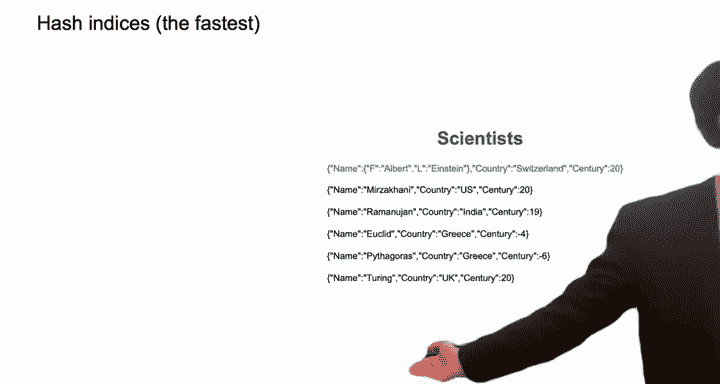 Hash indices (the fastest)
Scientists
{"Name":{"F":"Albert","L":"Einstein"},"Country":"Switzerland","Century":20}
{"Name":"Mirzakhani","Country":"US","Century":20}
{"Name":"Ramanujan","Country":"India","Century":19}
{"Name":"Euclid","Country":"Greece","Century":-4}
{"Name":"Pythagoras","Country":"Greece","Century":-6}
{"Name":"Turing","Country":"UK","Century":20}